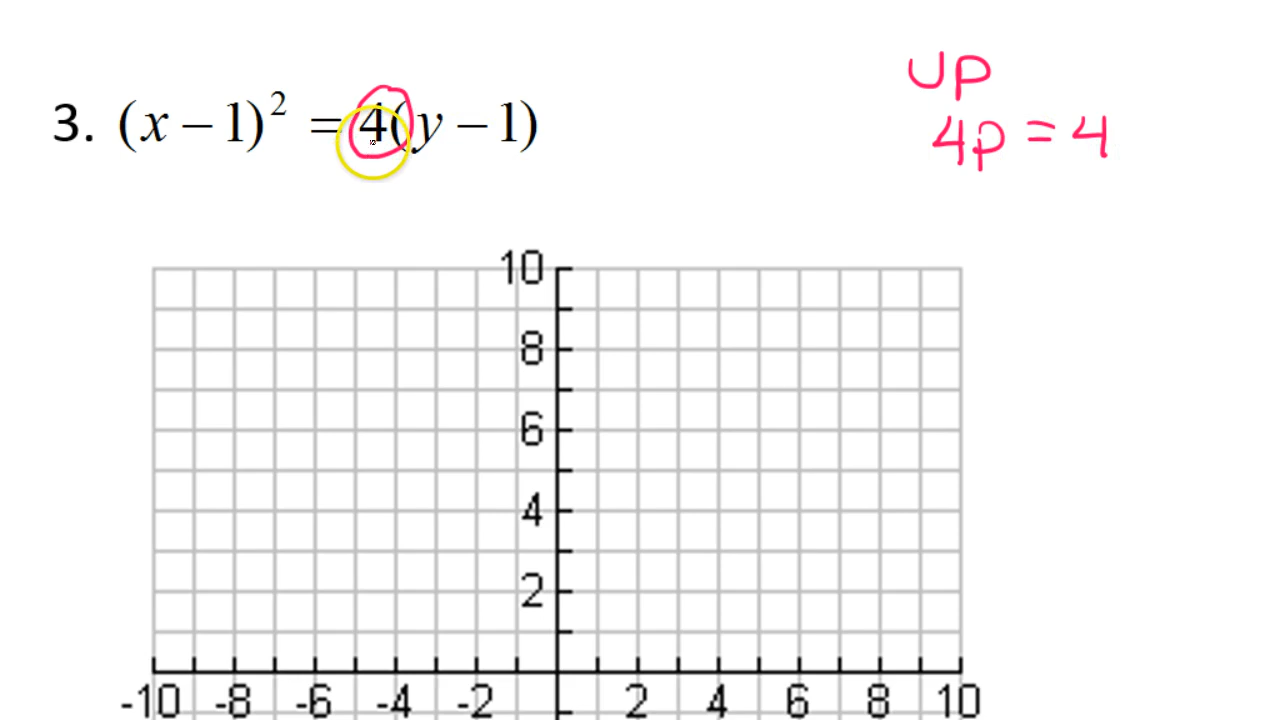 UP
3. (x − 1)² = 4(y − 1)
4p = 4
10
8
6
4
2
-10 -8 -6 -4 -2 2 4 6 8 10